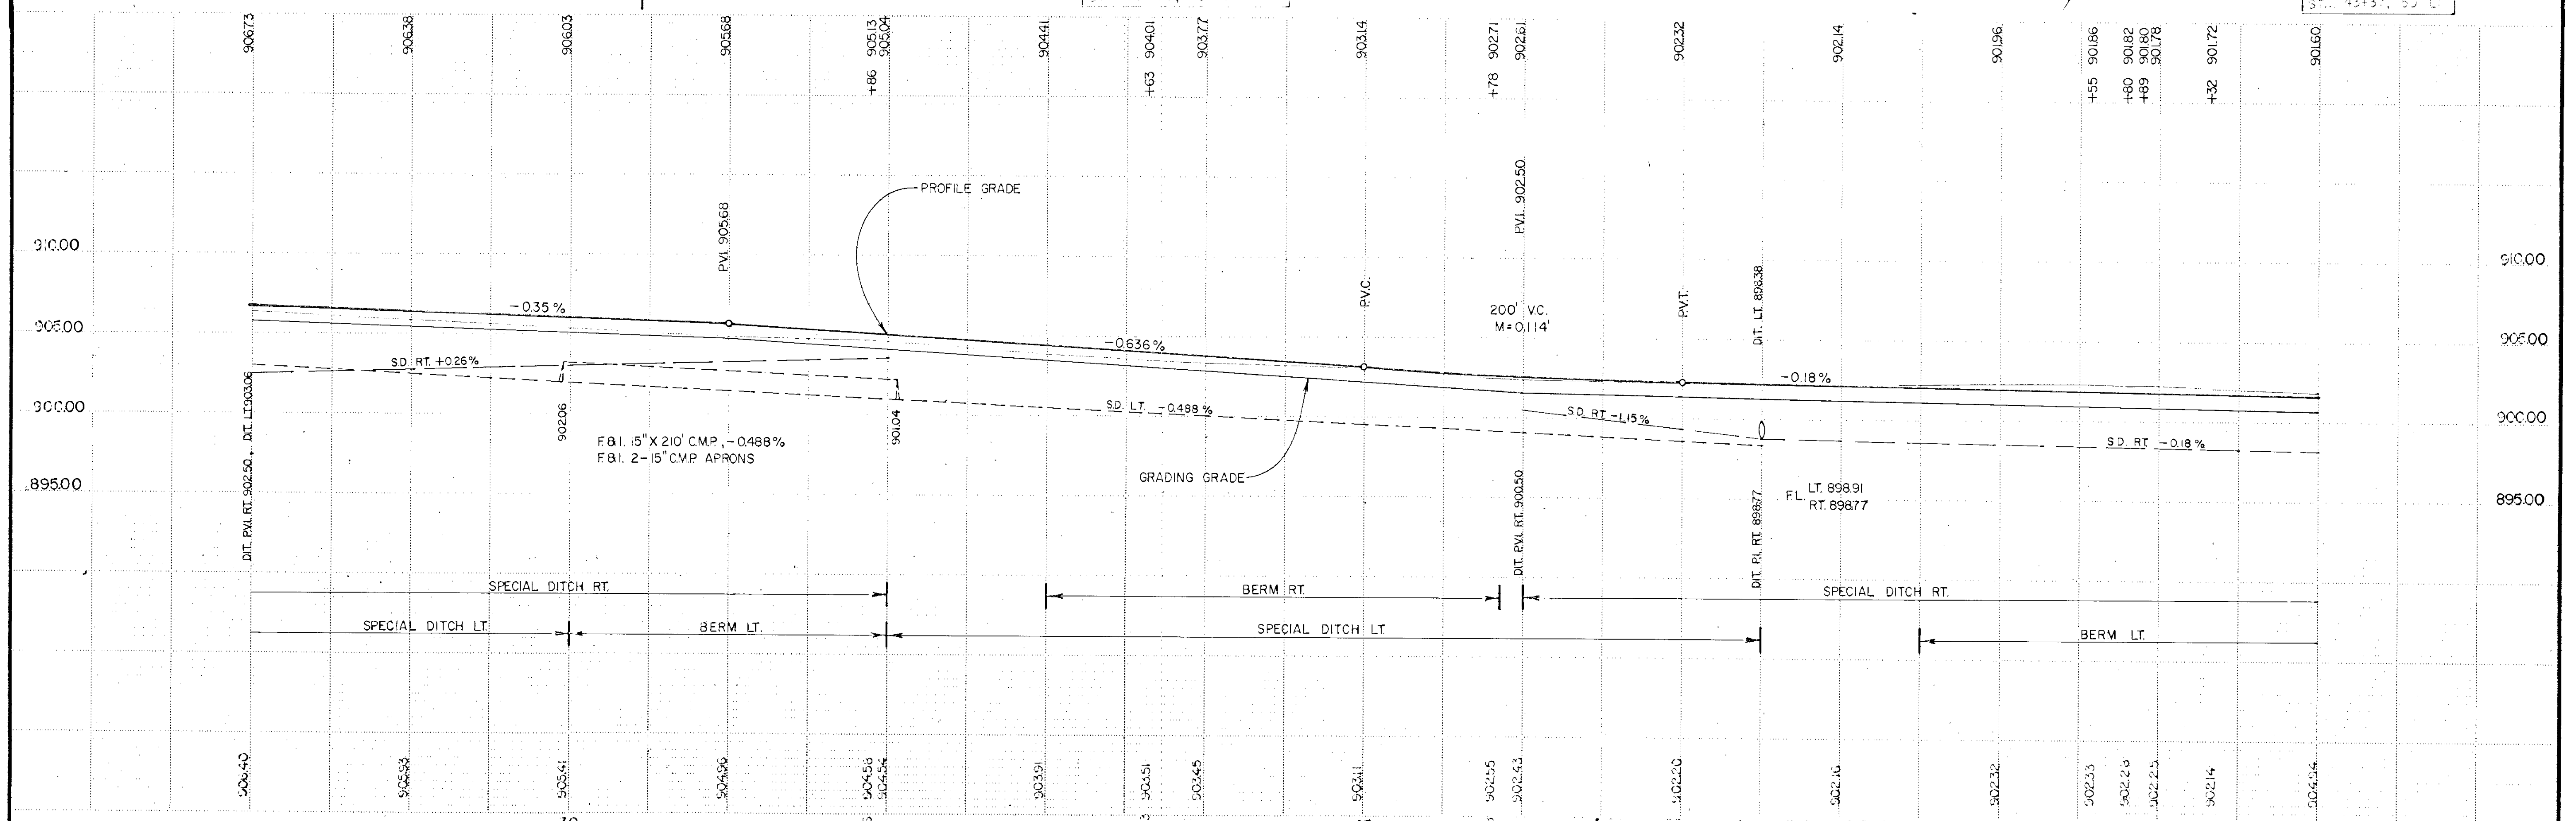 906.73 906.38 906.03 905.68 +86 905.13 905.04 904.41 +63 904.01 903.77 903.14 +78 902.71 902.61 902.32 902.14 901.96 +55 901.86 +80 901.82 +89 901.80 901.78 +32 901.72 901.60
PROFILE GRADE
P.V.I. 905.68
P.V.I. 902.50
910.00
910.00
P.V.C.
200' V.C.
M=0.114'
P.V.T.
DIT. LT. 898.38
-0.35 %
905.00
-0.636%
905.00
S.D. RT. +0.26%
-0.18 %
900.00
S.D. LT. -0.488 %
S.D. RT. -1.15%
900.00
DIT. P.V.I. RT. 902.50, DIT. LT. 903.06
902.06
F.&I. 15" X 210' C.M.P., -0.488%
F.&I. 2-15" C.M.P. APRONS
901.04
S.D. RT. -0.18 %
GRADING GRADE
895.00
DIT. P.V.I. RT. 900.50
DIT. P.I. RT. 898.77
F.L. LT. 898.91
RT. 898.77
895.00
SPECIAL DITCH RT.
BERM RT.
SPECIAL DITCH RT.
SPECIAL DITCH LT.
BERM LT.
SPECIAL DITCH LT.
BERM LT.
906.40 905.93 905.41 904.96 904.58 904.54 903.91 903.51 903.45 903.11 902.55 902.43 902.20 902.16 902.32 902.33 902.28 902.25 902.14 904.94